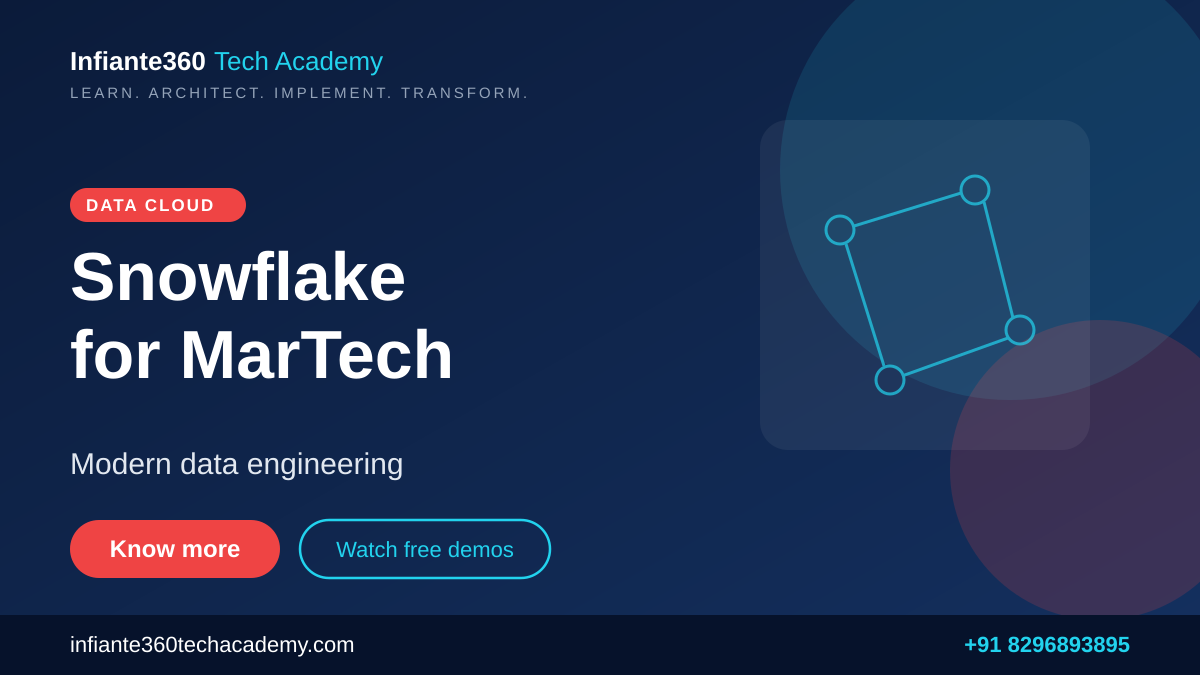 Infiante360 Tech Academy
LEARN. ARCHITECT. IMPLEMENT. TRANSFORM.
DATA CLOUD
Snowflake
for MarTech
Modern data engineering
Know more
Watch free demos
infiante360techacademy.com
+91 8296893895